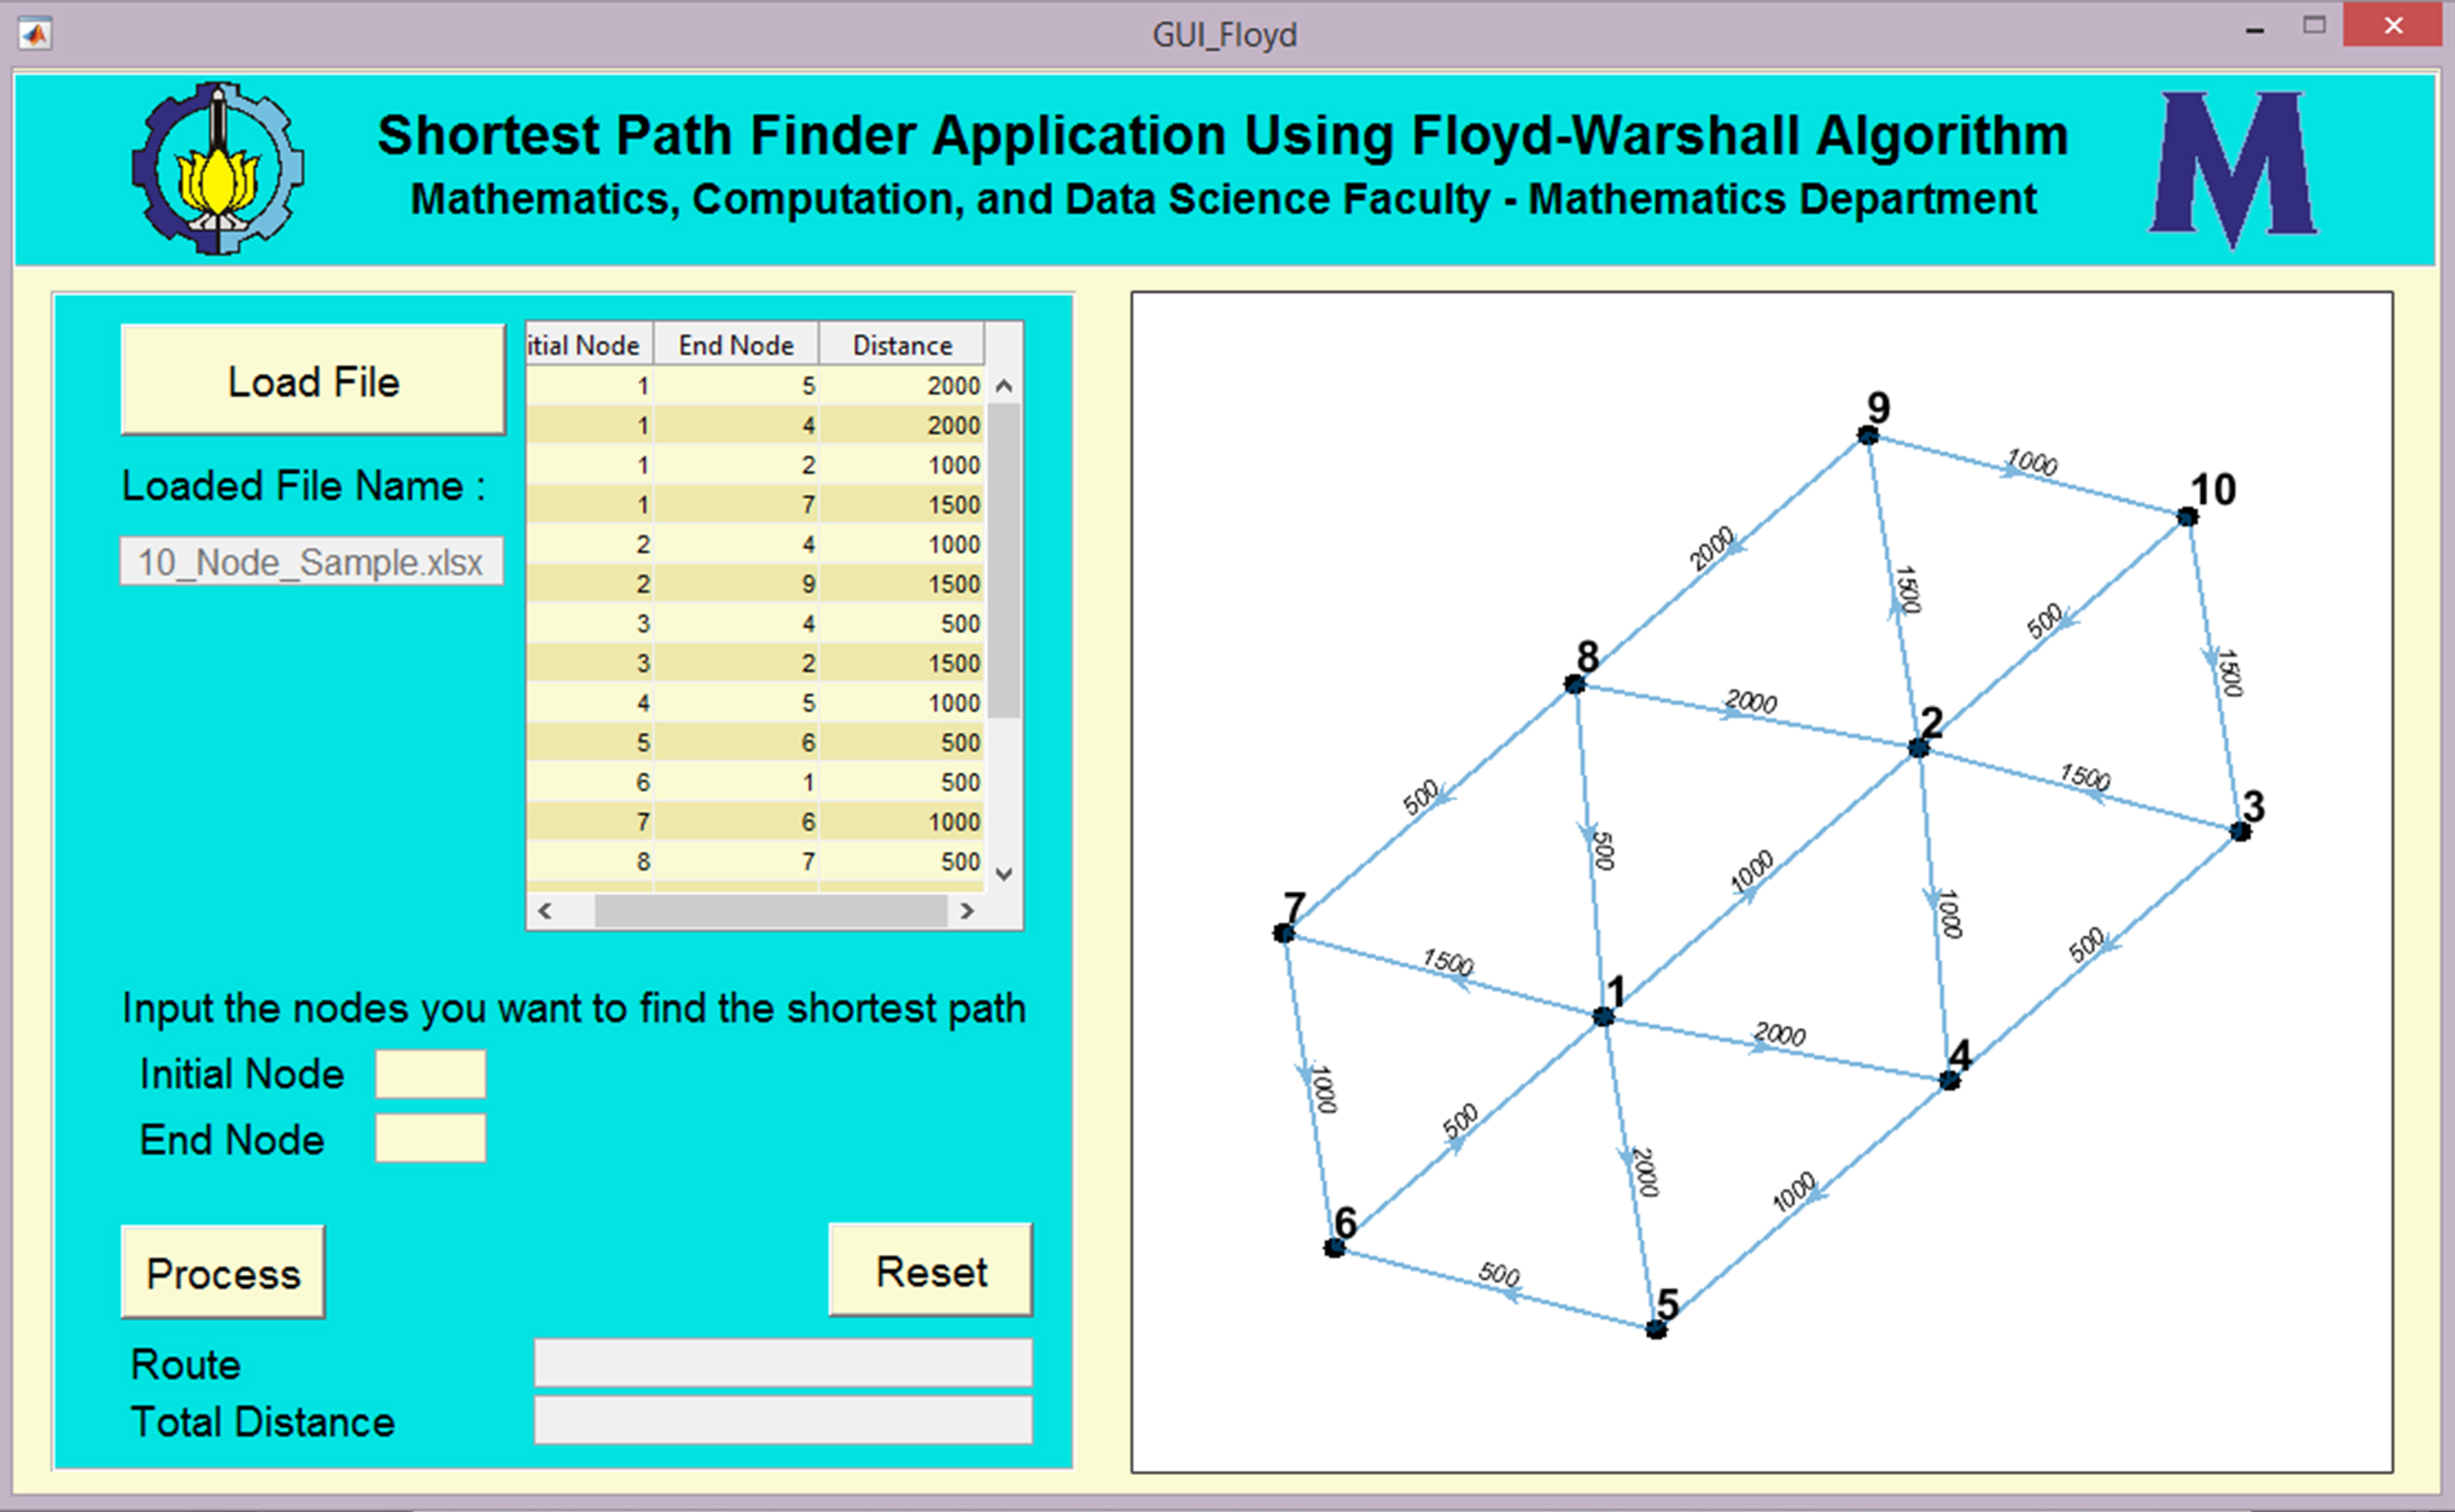 GUI_Floyd
Shortest Path Finder Application Using Floyd-Warshall Algorithm
Mathematics, Computation, and Data Science Faculty - Mathematics Department
M
Load File
Loaded File Name :
10_Node_Sample.xlsx
itial Node End Node Distance
1 5 2000
1 4 2000
1 2 1000
1 7 1500
2 4 1000
2 9 1500
3 4 500
3 2 1500
4 5 1000
5 6 500
6 1 500
7 6 1000
8 7 500
Input the nodes you want to find the shortest path
Initial Node
End Node
Process
Reset
Route
Total Distance
9
1000
10
2000
1500
500
8
1500
2000
2
500
1500
3
500
1000
1000
7
500
1500
1
2000
4
1000
500
2000
1000
6
500
5